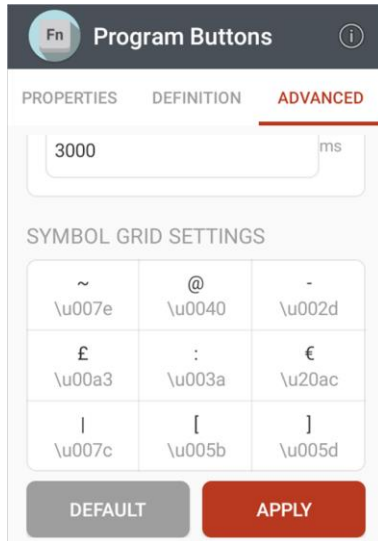 Fn Program Buttons
PROPERTIES DEFINITION ADVANCED
3000 ms
SYMBOL GRID SETTINGS
~ @ -
\u007e \u0040 \u002d
£ : €
\u00a3 \u003a \u20ac
| [ ]
\u007c \u005b \u005d
DEFAULT APPLY